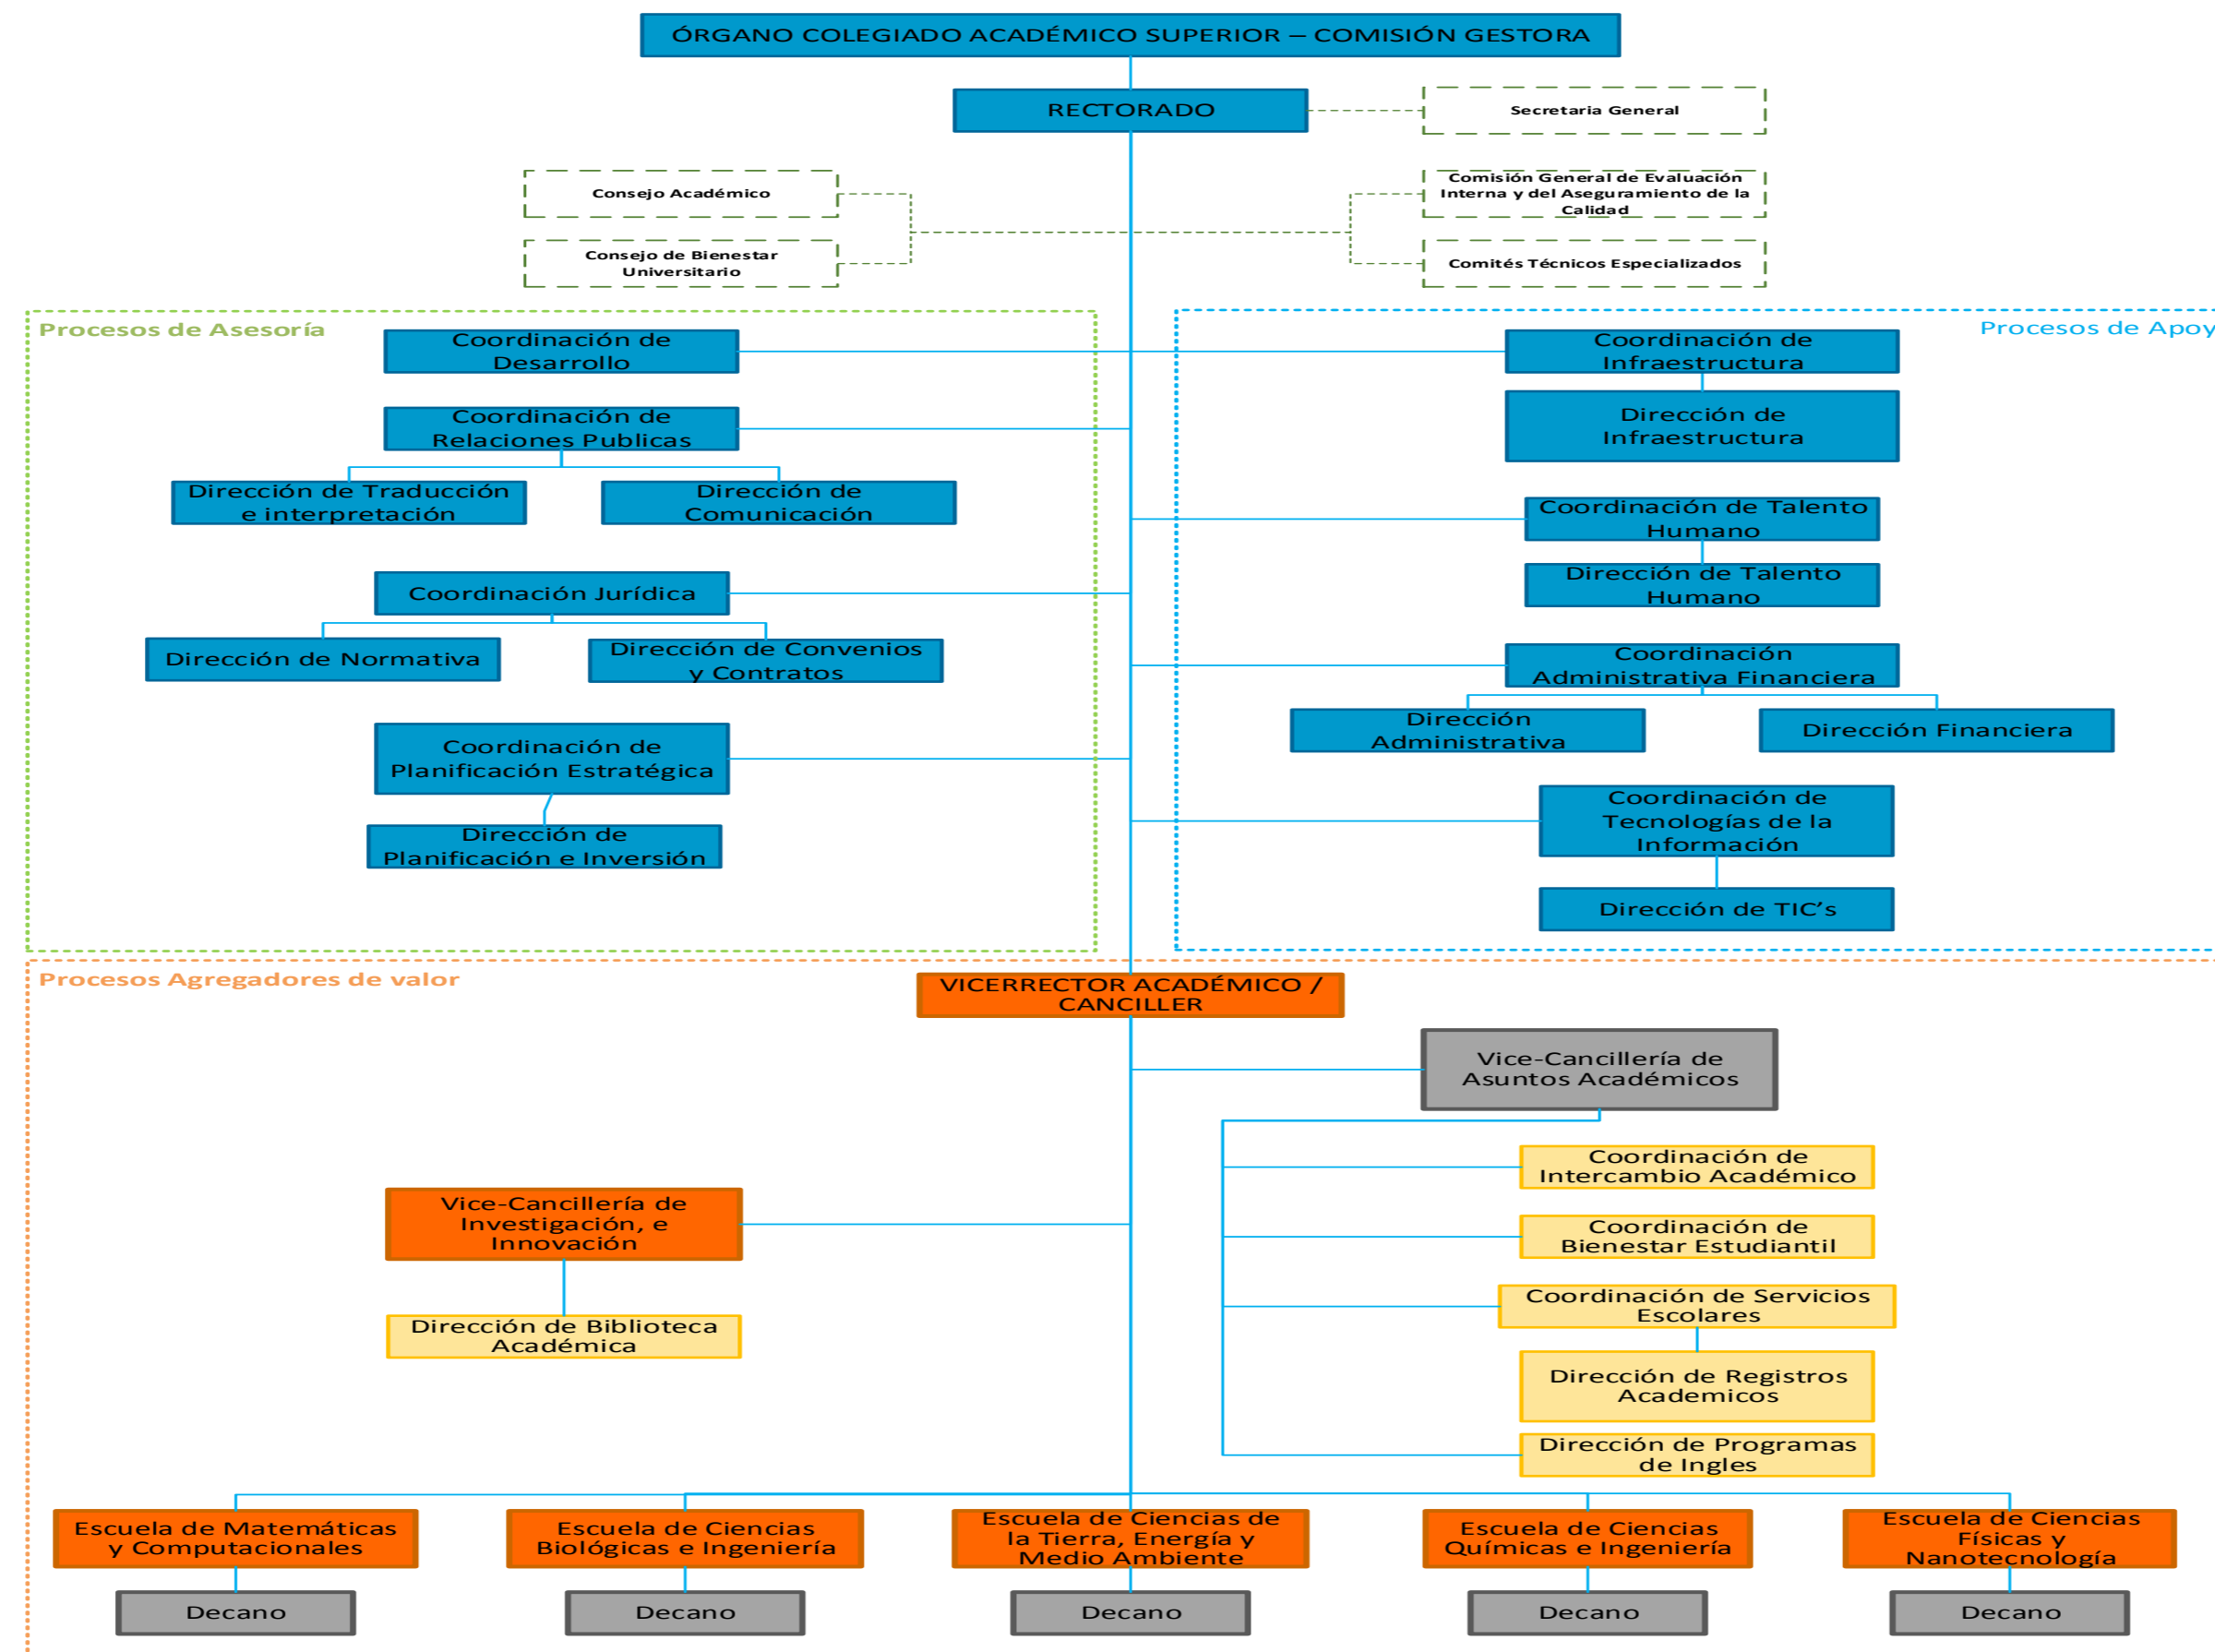 ÓRGANO COLEGIADO ACADÉMICO SUPERIOR – COMISIÓN GESTORA
RECTORADO
Secretaria General
Consejo Académico
Comisión General de Evaluación
Interna y del Aseguramiento de la
Calidad
Consejo de Bienestar
Universitario
Comités Técnicos Especializados
Procesos de Asesoría
Coordinación de
Desarrollo
Coordinación de
Relaciones Publicas
Dirección de Traducción
e interpretación
Dirección de
Comunicación
Coordinación Jurídica
Dirección de Normativa
Dirección de Convenios
y Contratos
Coordinación de
Planificación Estratégica
Dirección de
Planificación e Inversión
Procesos de Apoy
Coordinación de
Infraestructura
Dirección de
Infraestructura
Coordinación de Talento
Humano
Dirección de Talento
Humano
Coordinación
Administrativa Financiera
Dirección
Administrativa
Dirección Financiera
Coordinación de
Tecnologías de la
Información
Dirección de TIC’s
Procesos Agregadores de valor
VICERRECTOR ACADÉMICO /
CANCILLER
Vice-Cancillería de
Asuntos Académicos
Coordinación de
Intercambio Académico
Coordinación de
Bienestar Estudiantil
Coordinación de Servicios
Escolares
Dirección de Registros
Academicos
Dirección de Programas
de Ingles
Vice-Cancillería de
Investigación, e
Innovación
Dirección de Biblioteca
Académica
Escuela de Matemáticas
y Computacionales
Escuela de Ciencias
Biológicas e Ingeniería
Escuela de Ciencias de
la Tierra, Energía y
Medio Ambiente
Escuela de Ciencias
Químicas e Ingeniería
Escuela de Ciencias
Físicas y
Nanotecnología
Decano
Decano
Decano
Decano
Decano